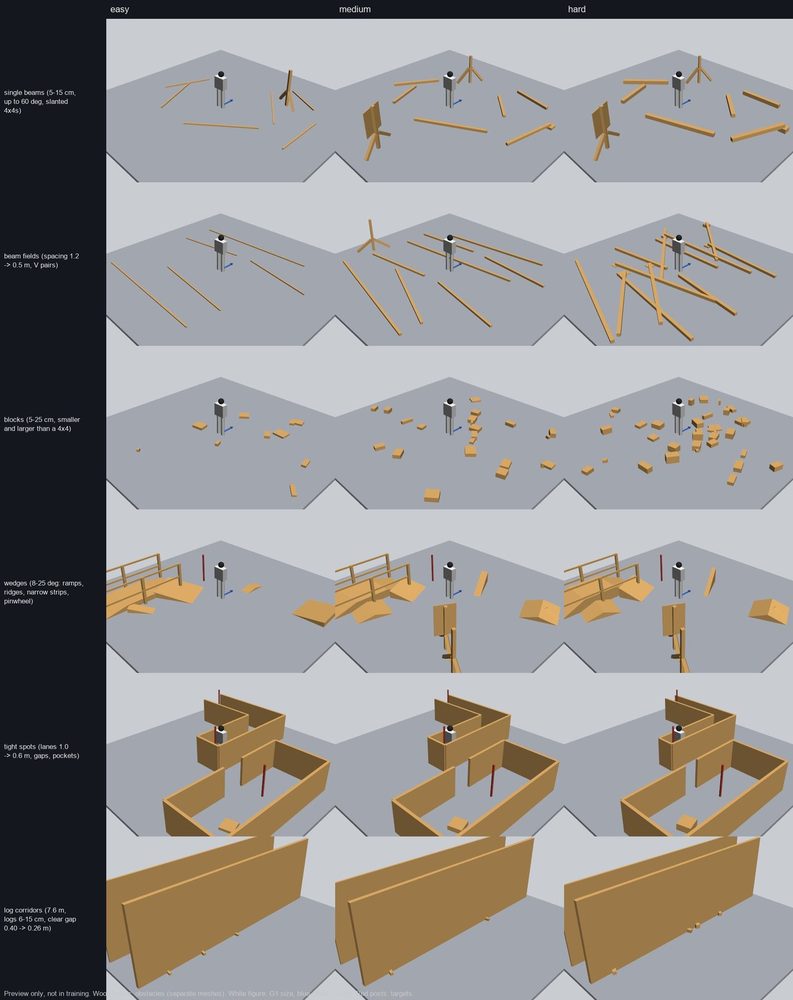 easy medium hard
single beams (5-15 cm,
up to 60 deg, slanted
4x4s)
beam fields (spacing 1.2
-> 0.5 m, V pairs)
blocks (5-25 cm, smaller
and larger than a 4x4)
wedges (8-25 deg: ramps,
ridges, narrow strips,
pinwheel)
tight spots (lanes 1.0
-> 0.6 m, gaps, pockets)
log corridors (7.6 m,
logs 6-15 cm, clear gap
0.40 -> 0.26 m)
Preview only, not in training. (separate meshes). White figure: G1 size, posts: targets.